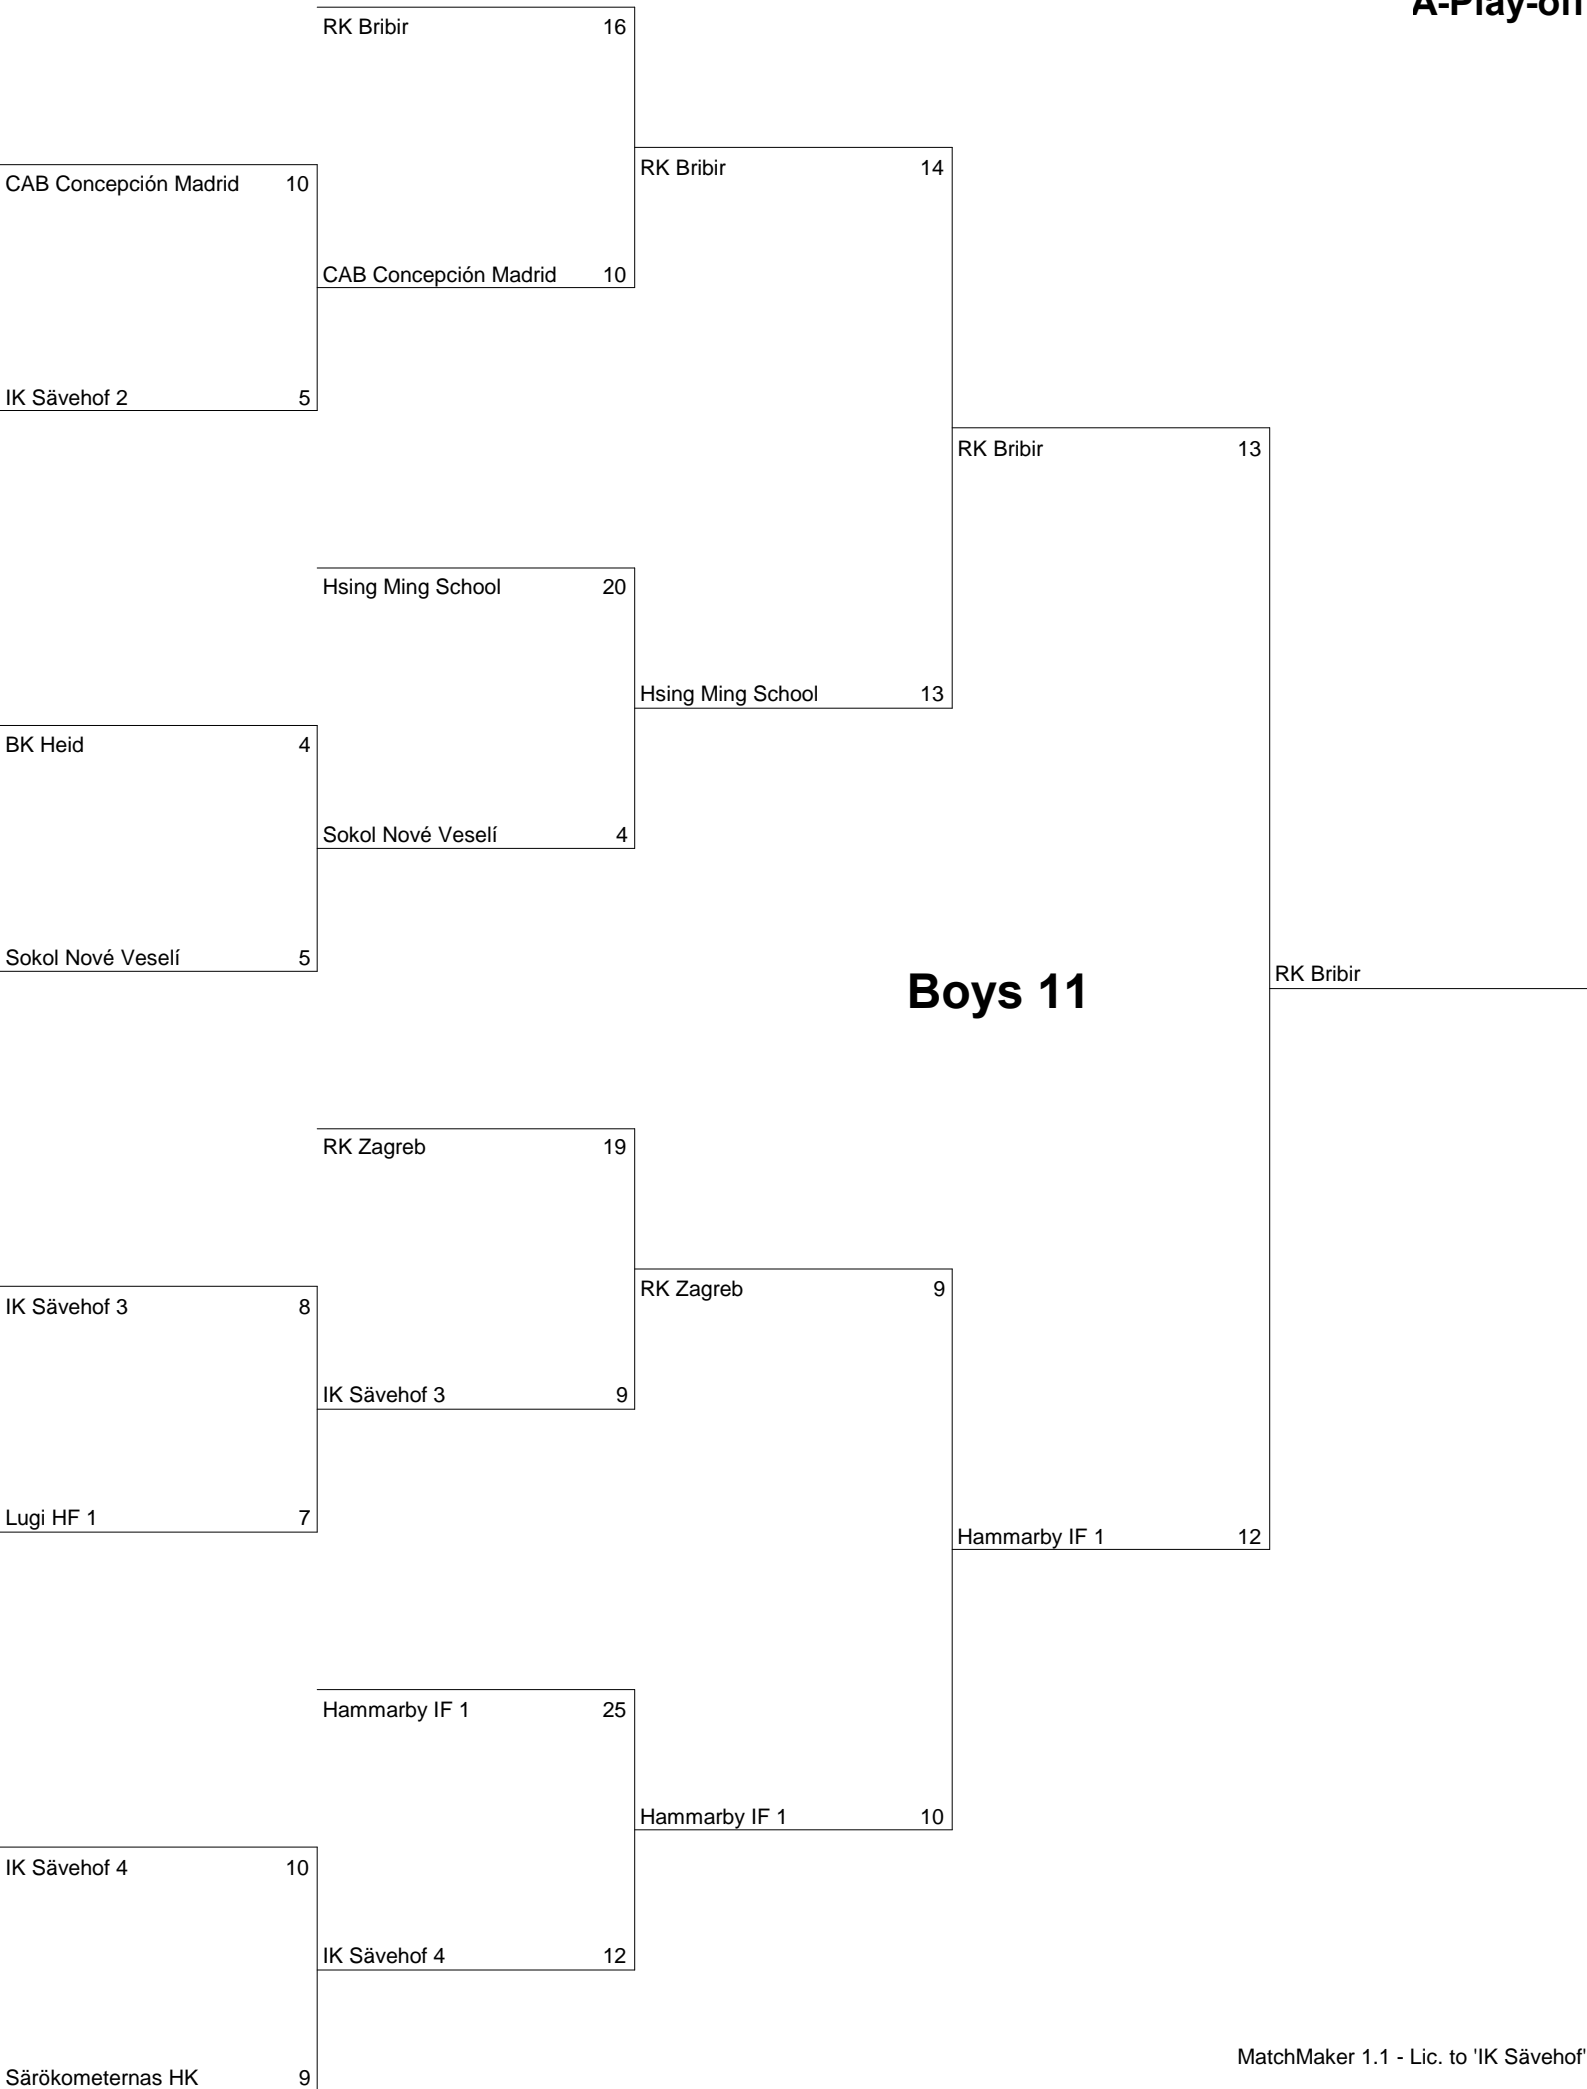 A-Play-off
RK Bribir 16
RK Bribir 14
CAB Concepción Madrid 10
CAB Concepción Madrid 10
IK Sävehof 2 5
RK Bribir 13
Hsing Ming School 20
Hsing Ming School 13
BK Heid 4
Sokol Nové Veselí 4
Sokol Nové Veselí 5
RK Bribir
Boys 11
RK Zagreb 19
RK Zagreb 9
IK Sävehof 3 8
IK Sävehof 3 9
Lugi HF 1 7
Hammarby IF 1 12
Hammarby IF 1 25
Hammarby IF 1 10
IK Sävehof 4 10
IK Sävehof 4 12
MatchMaker 1.1 - Lic. to 'IK Sävehof'
Särökometernas HK 9